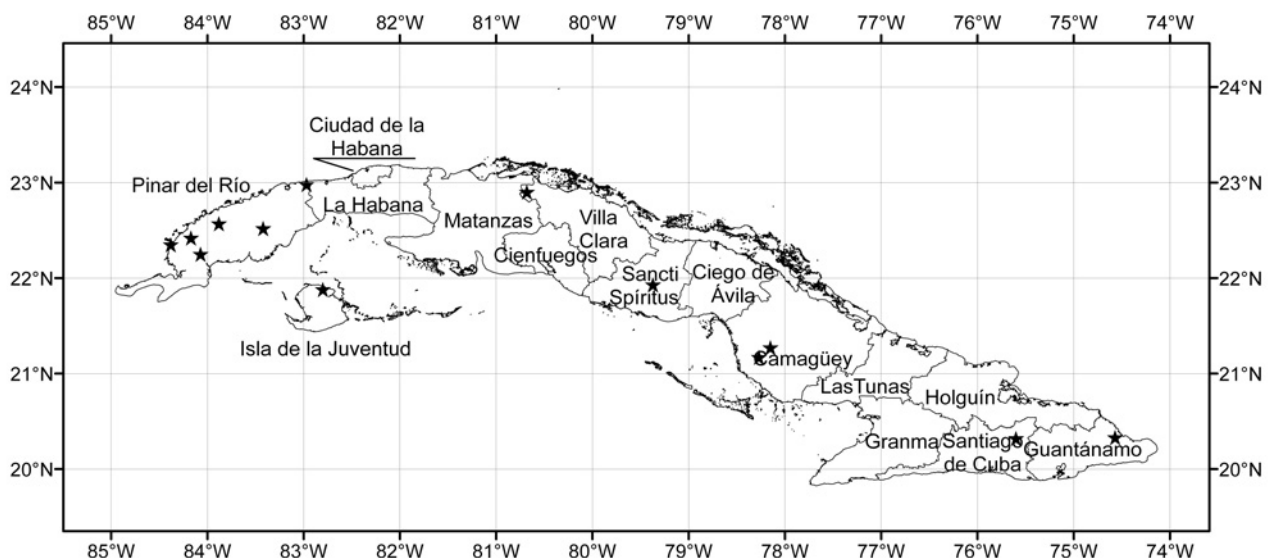 85°W 84°W 83°W 82°W 81°W 80°W 79°W 78°W 77°W 76°W 75°W 74°W
24°N 24°N
Ciudad de la
Habana
23°N 23°N
Pinar del Río
La Habana
Matanzas
Villa
Clara
Cienfuegos
22°N 22°N
Sancti
Spíritus
Ciego de
Ávila
Isla de la Juventud
Camagüey
21°N 21°N
LasTunas
Holguín
Granma
Santiago
de Cuba
Guantánamo
20°N 20°N
85°W 84°W 83°W 82°W 81°W 80°W 79°W 78°W 77°W 76°W 75°W 74°W